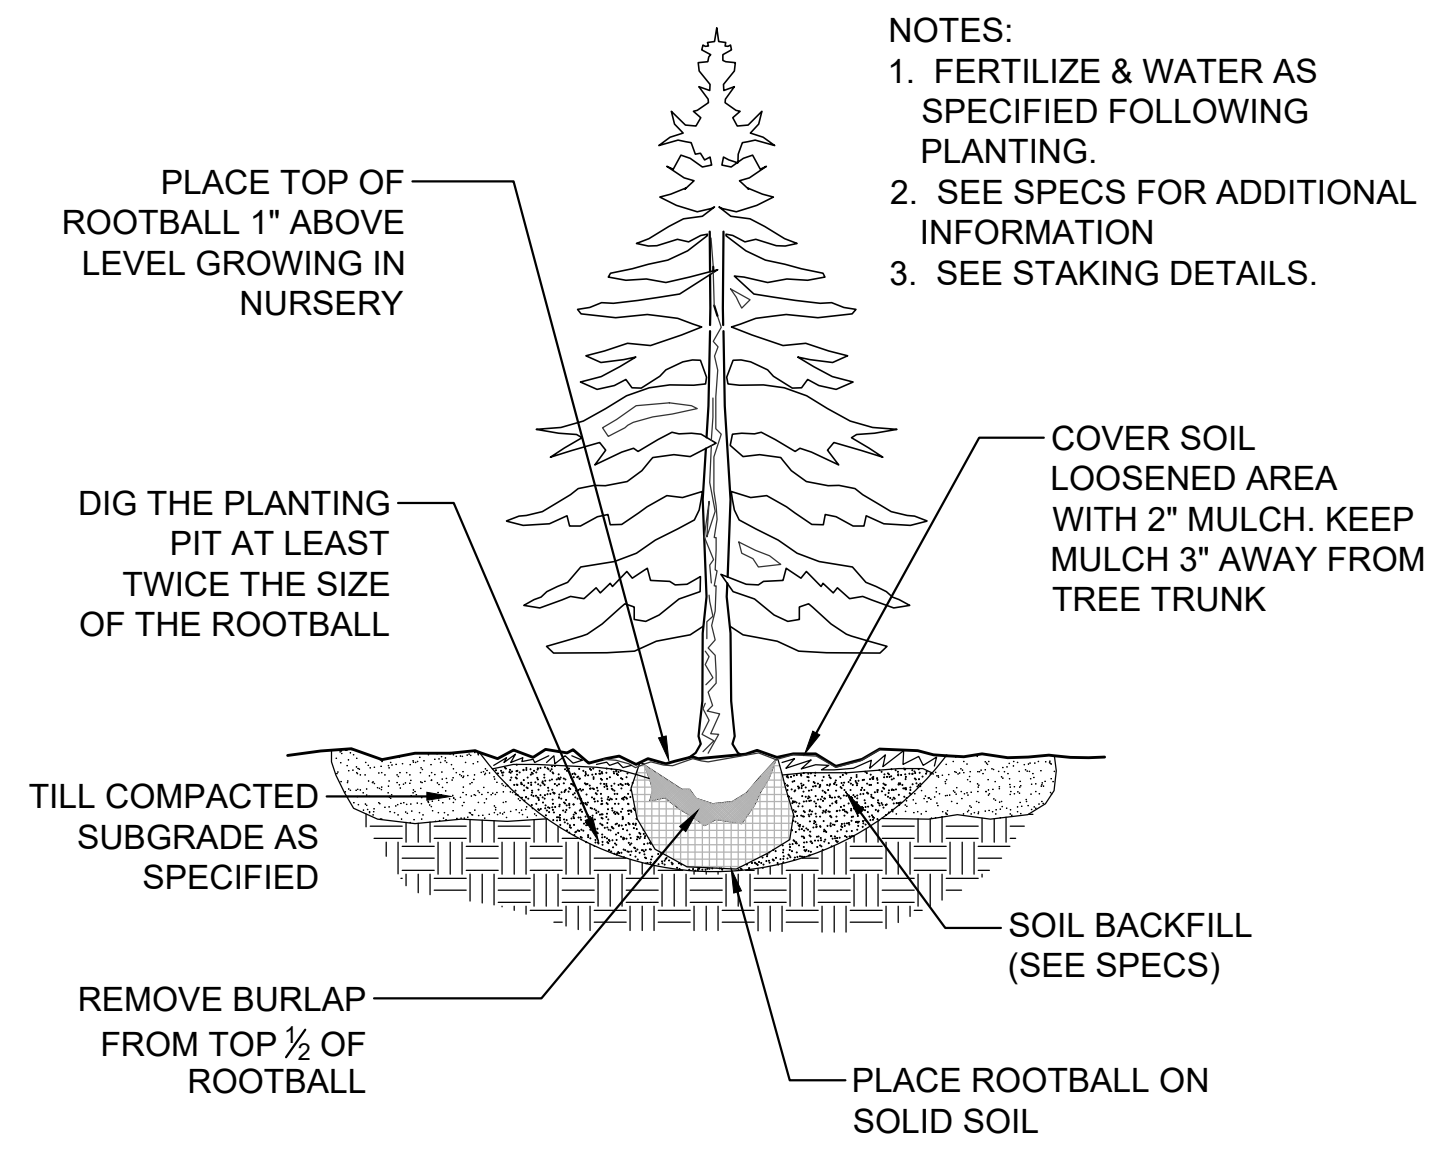 NOTES:
1. FERTILIZE & WATER AS
SPECIFIED FOLLOWING
PLANTING.
2. SEE SPECS FOR ADDITIONAL
INFORMATION
3. SEE STAKING DETAILS.
PLACE TOP OF
ROOTBALL 1" ABOVE
LEVEL GROWING IN
NURSERY
DIG THE PLANTING
PIT AT LEAST
TWICE THE SIZE
OF THE ROOTBALL
COVER SOIL
LOOSENED AREA
WITH 2" MULCH. KEEP
MULCH 3" AWAY FROM
TREE TRUNK
TILL COMPACTED
SUBGRADE AS
SPECIFIED
SOIL BACKFILL
(SEE SPECS)
REMOVE BURLAP
FROM TOP ½ OF
ROOTBALL
PLACE ROOTBALL ON
SOLID SOIL